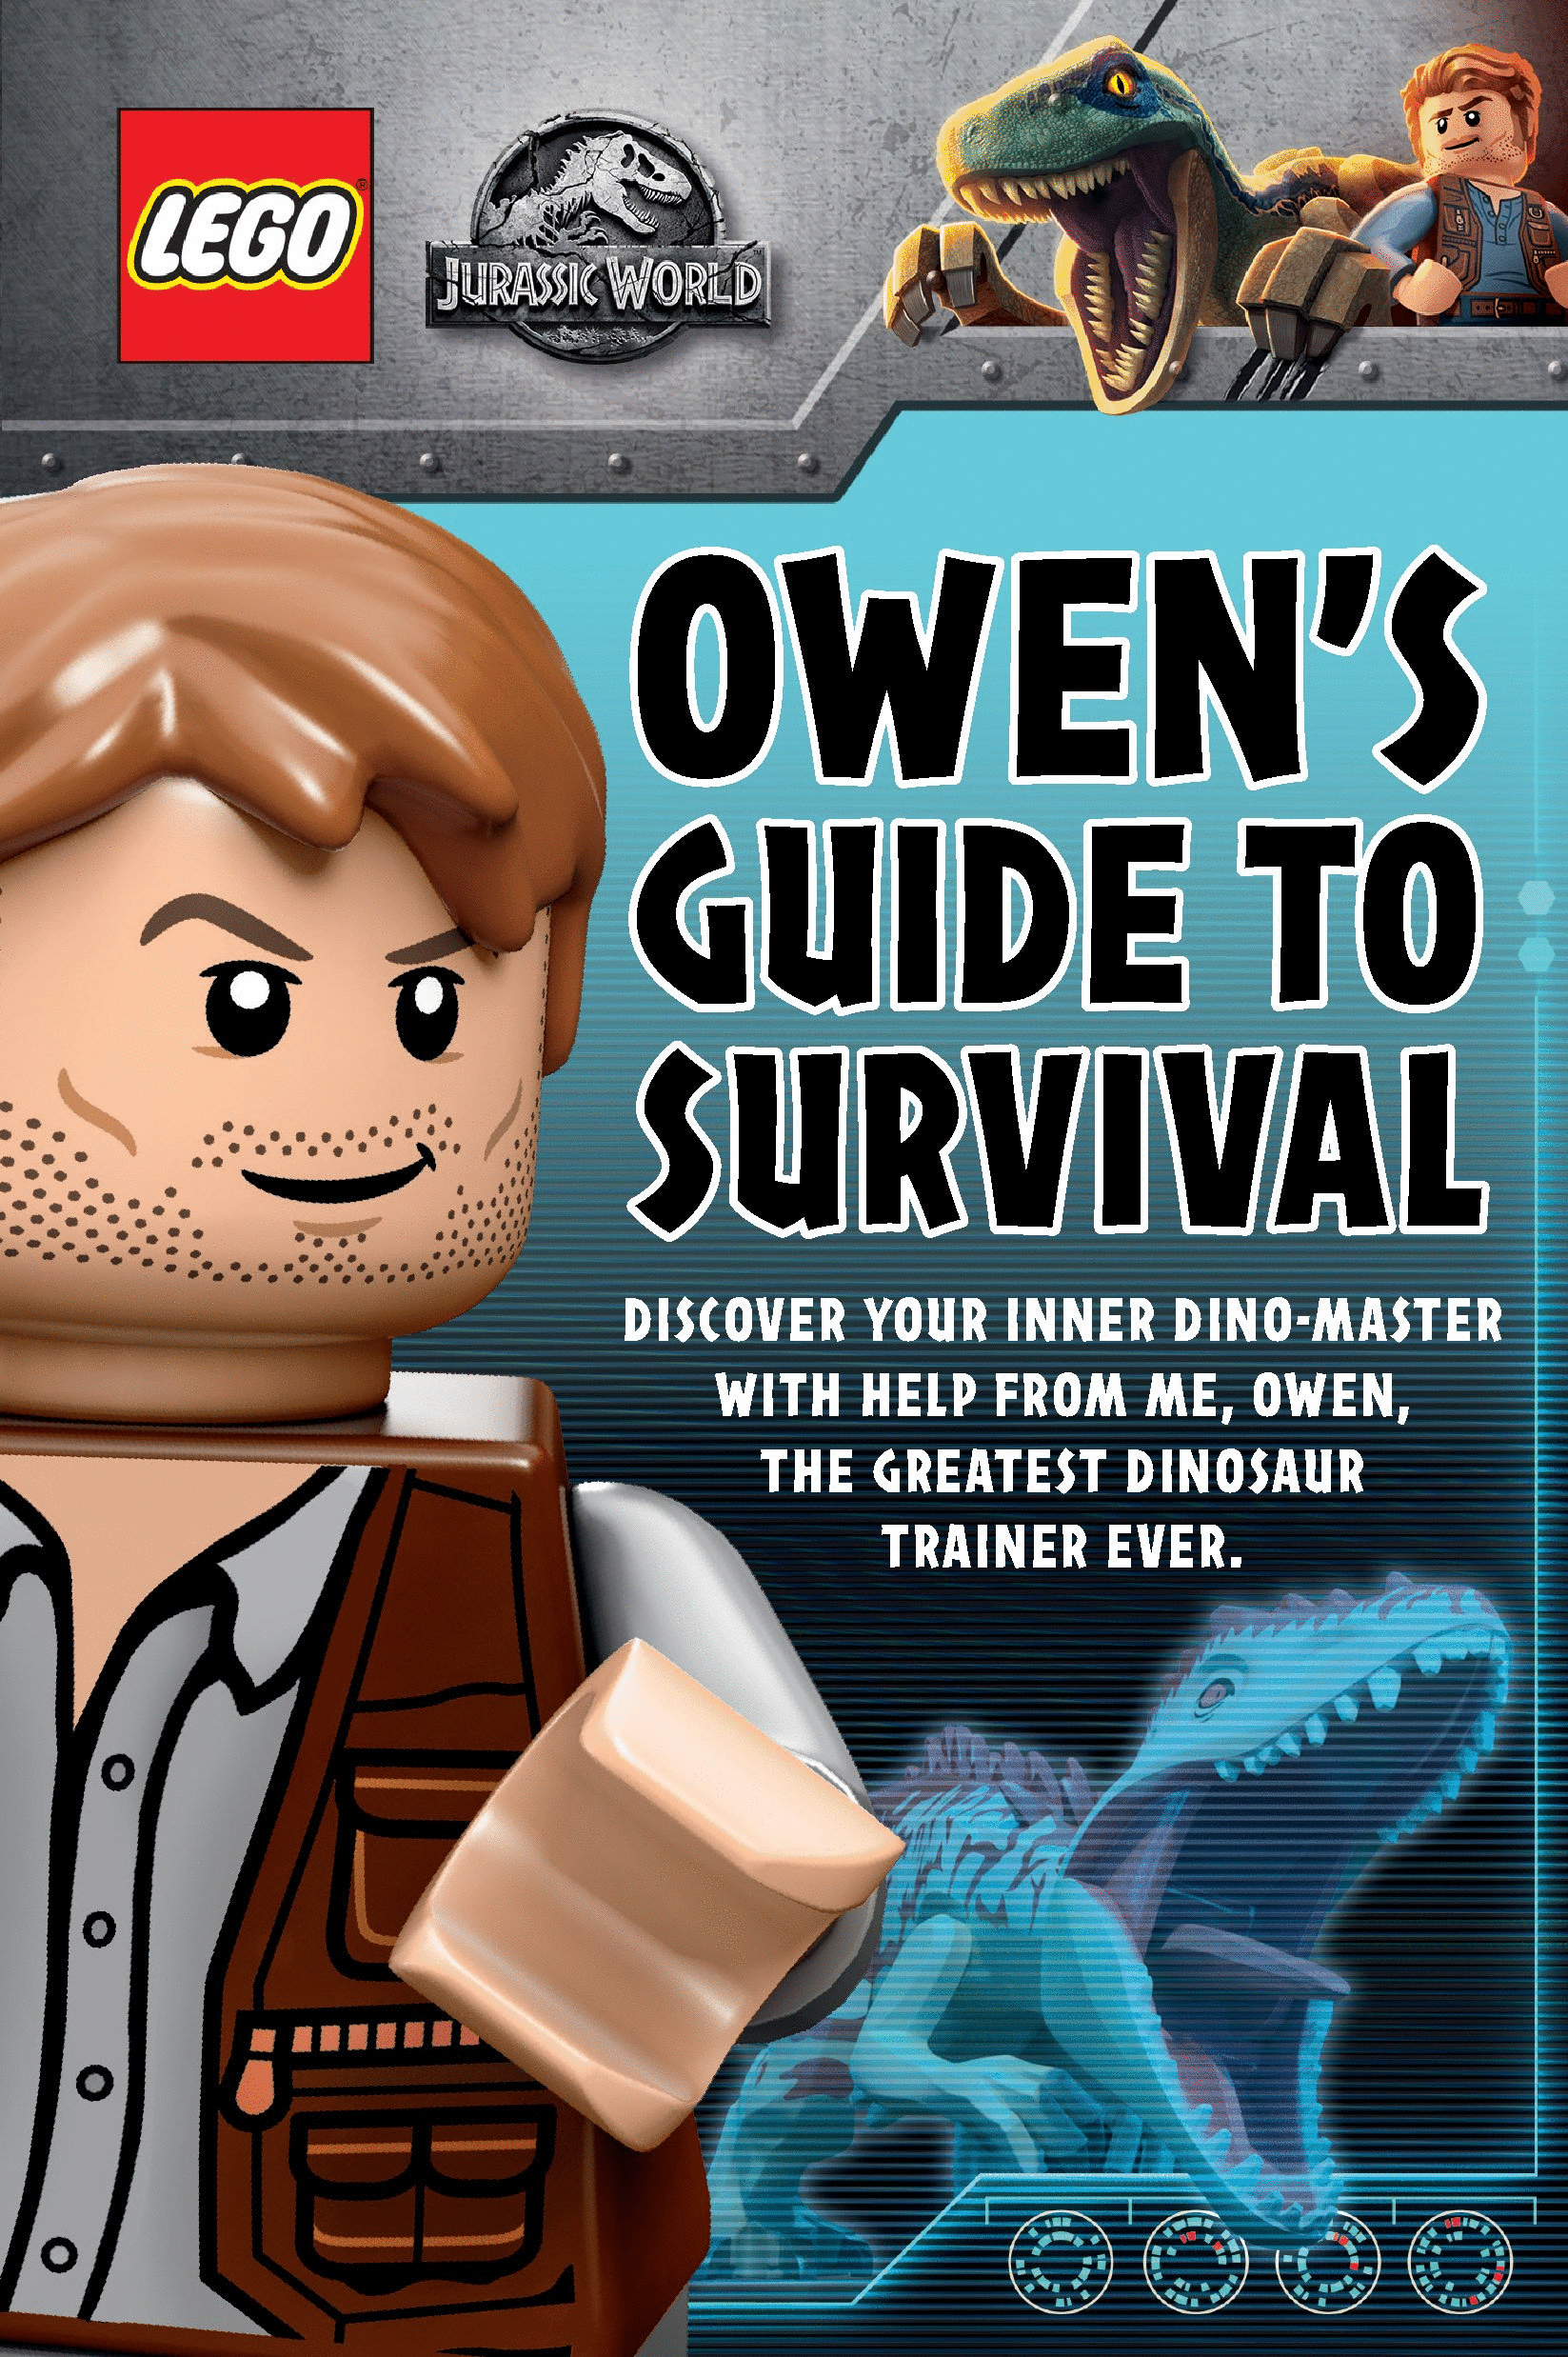 LEGO®
JURASSIC WORLD™
OWEN'S
GUIDE TO
SURVIVAL
DISCOVER YOUR INNER DINO-MASTER
WITH HELP FROM ME, OWEN,
THE GREATEST DINOSAUR
TRAINER EVER.